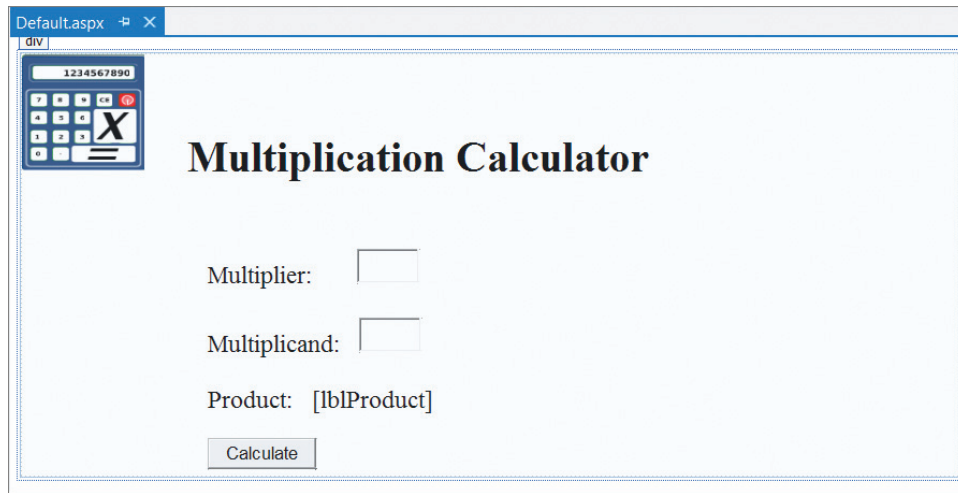 Default.aspx
div
1234567890
7 8 9 CE
4 5 6 X
1 2 3
0 . =
Multiplication Calculator
Multiplier:
Multiplicand:
Product: [lblProduct]
Calculate